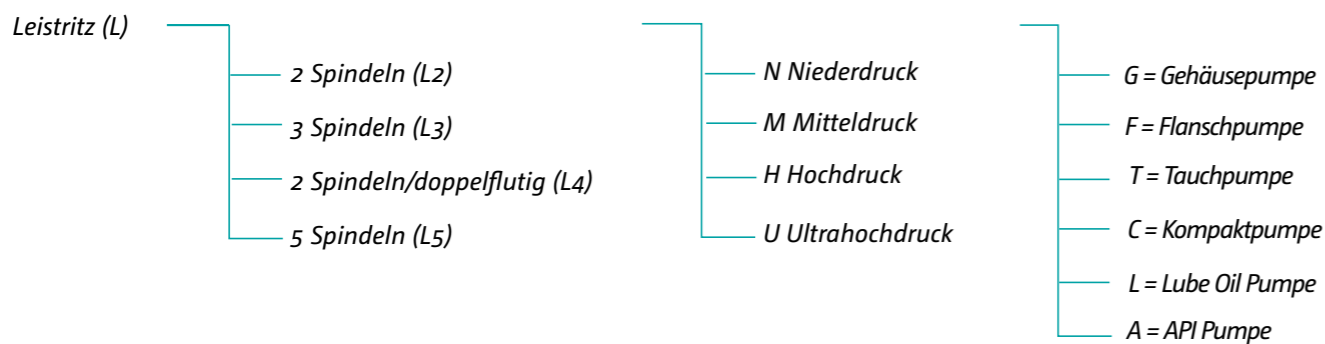 Leistritz (L)
2 Spindeln (L2)
3 Spindeln (L3)
2 Spindeln/doppelflutig (L4)
5 Spindeln (L5)
N Niederdruck
M Mitteldruck
H Hochdruck
U Ultrahochdruck
G = Gehäusepumpe
F = Flanschpumpe
T = Tauchpumpe
C = Kompaktpumpe
L = Lube Oil Pumpe
A = API Pumpe